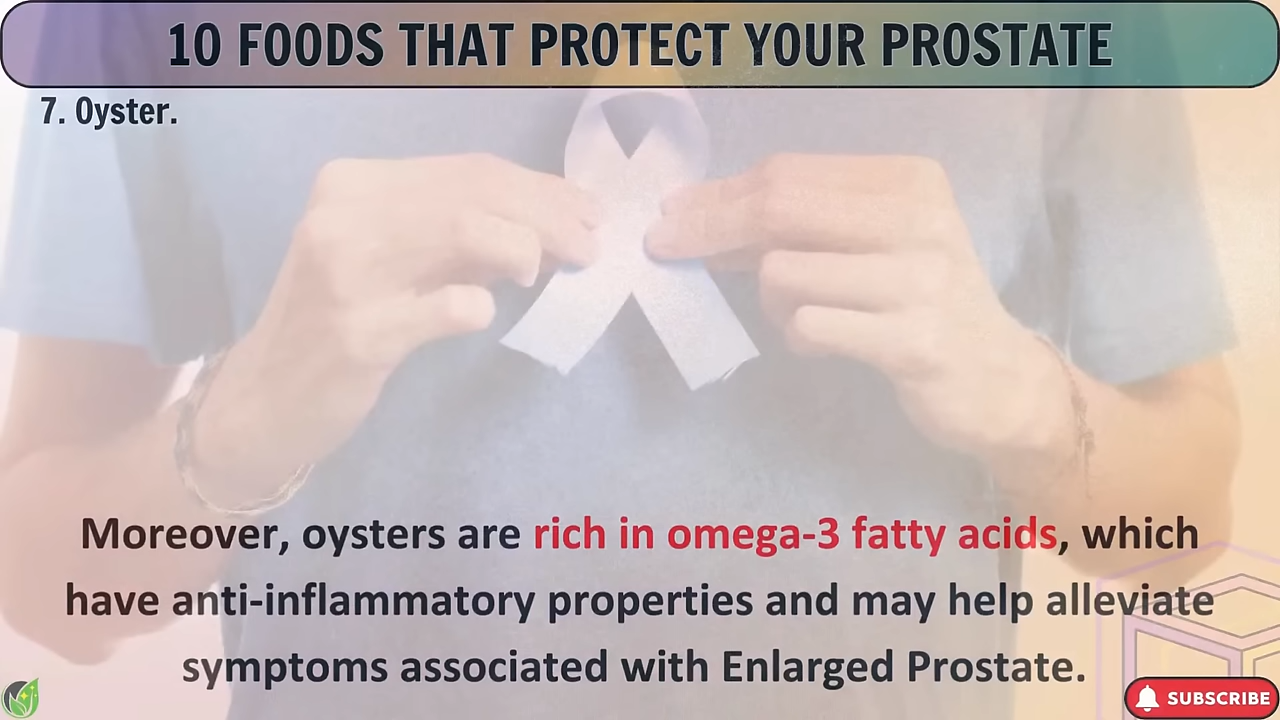 10 FOODS THAT PROTECT YOUR PROSTATE
7. Oyster.
Moreover, oysters are rich in omega-3 fatty acids, which
have anti-inflammatory properties and may help alleviate
symptoms associated with Enlarged Prostate.
SUBSCRIBE